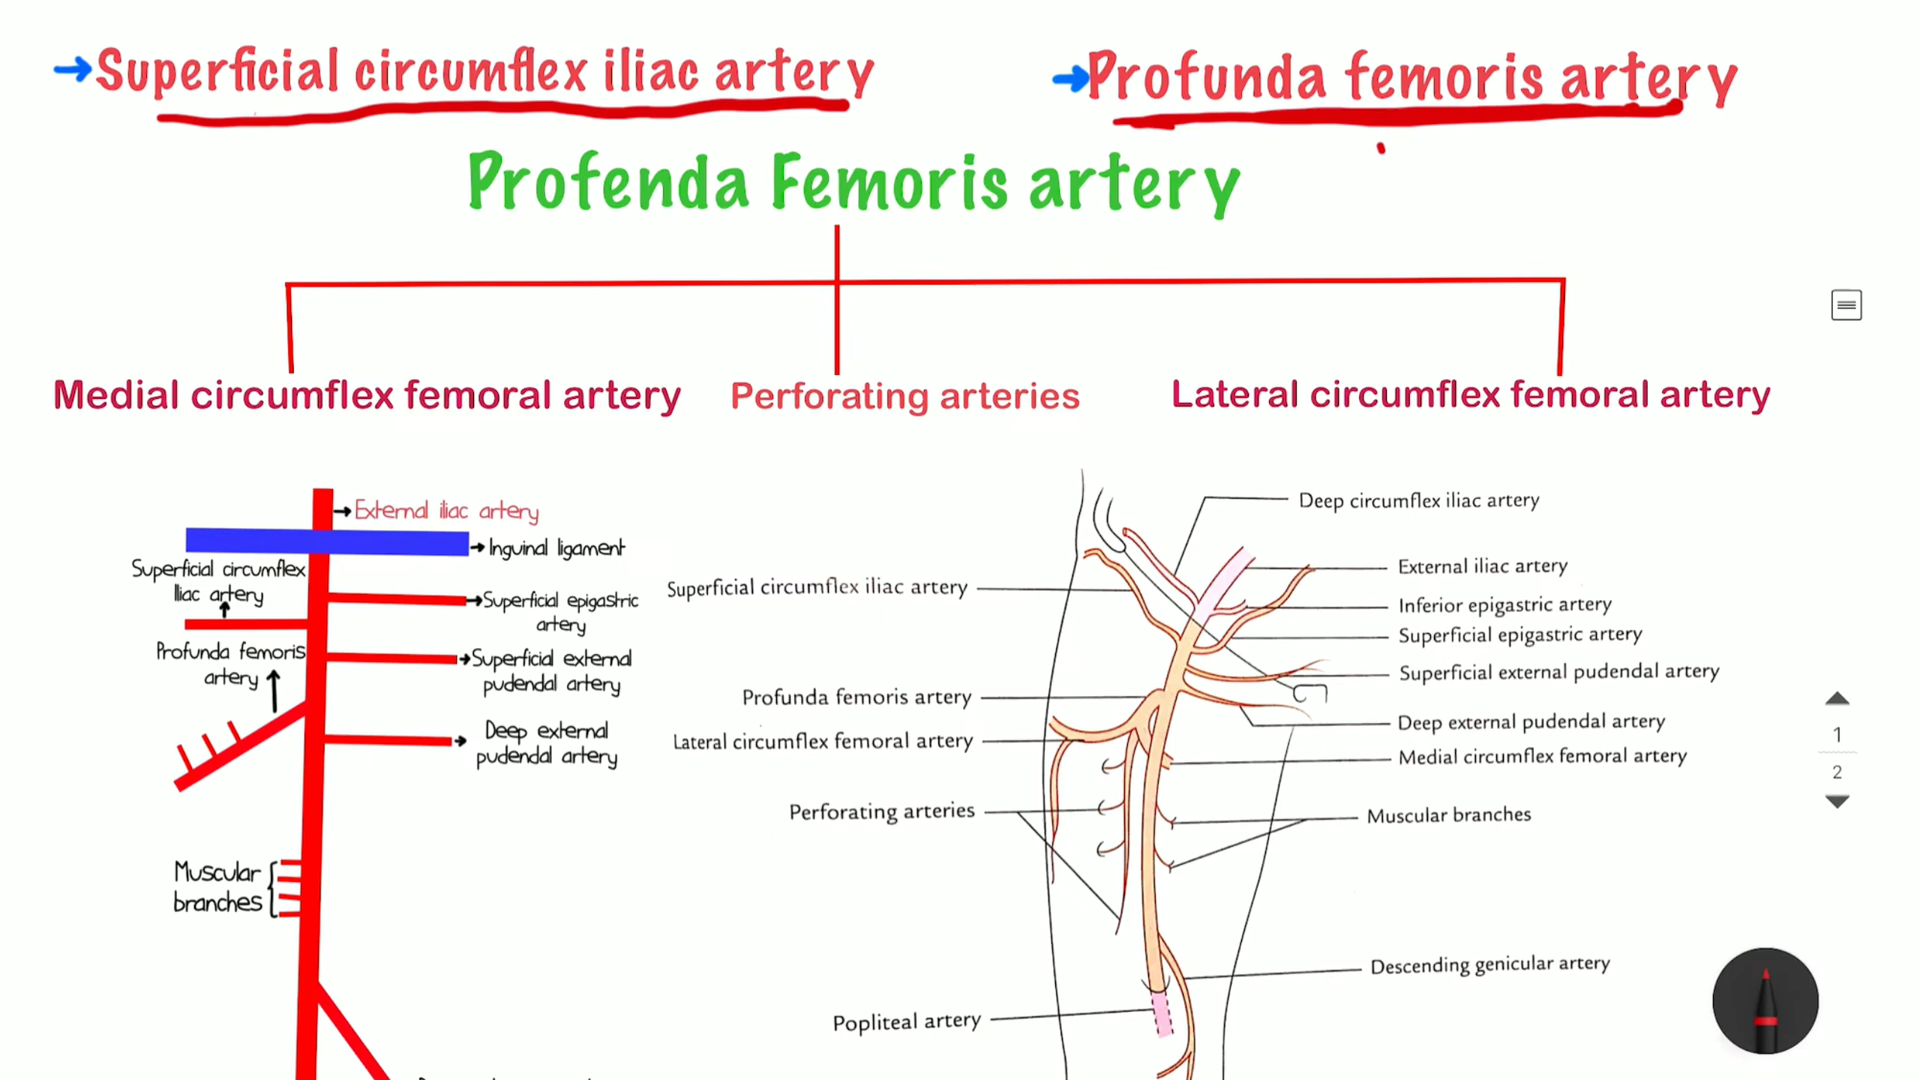 →Superficial circumflex iliac artery
→Profunda femoris artery
Profenda Femoris artery
Medial circumflex femoral artery
Perforating arteries
Lateral circumflex femoral artery
→External iliac artery
→Inguinal ligament
Superficial circumflex
Iliac artery
→Superficial epigastric
artery
Profunda femoris
artery
→Superficial external
pudendal artery
→ Deep external
pudendal artery
Muscular
branches
Deep circumflex iliac artery
External iliac artery
Superficial circumflex iliac artery
Inferior epigastric artery
Superficial epigastric artery
Superficial external pudendal artery
Profunda femoris artery
Deep external pudendal artery
Lateral circumflex femoral artery
Medial circumflex femoral artery
Perforating arteries
Muscular branches
Descending genicular artery
Popliteal artery
1
2